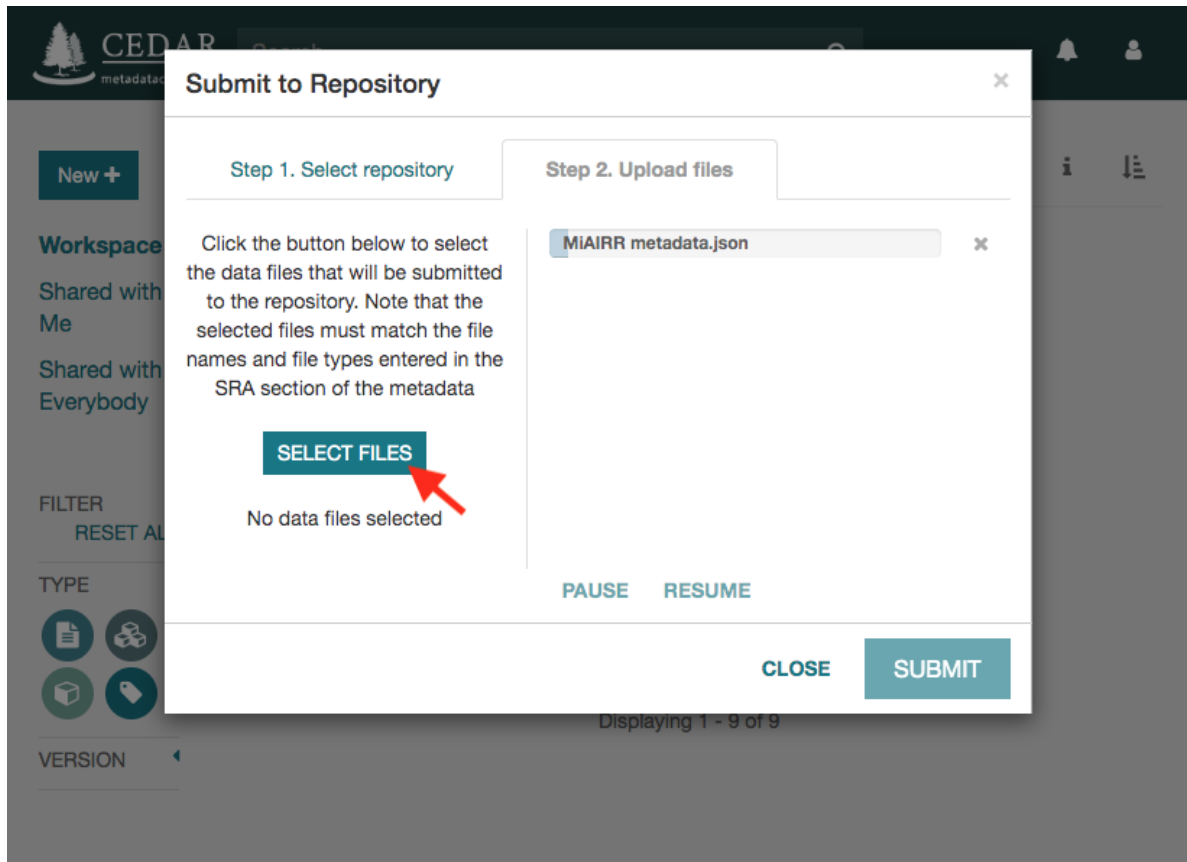 CEDAR
Submit to Repository
×
New +
Step 1. Select repository
Step 2. Upload files
i
Workspace
Click the button below to select
the data files that will be submitted
to the repository. Note that the
selected files must match the file
names and file types entered in the
SRA section of the metadata
MiAIRR metadata.json
Shared with
Me
Shared with
Everybody
SELECT FILES
No data files selected
FILTER
RESET AL
TYPE
PAUSE
RESUME
CLOSE
SUBMIT
Displaying 1 - 9 of 9
VERSION